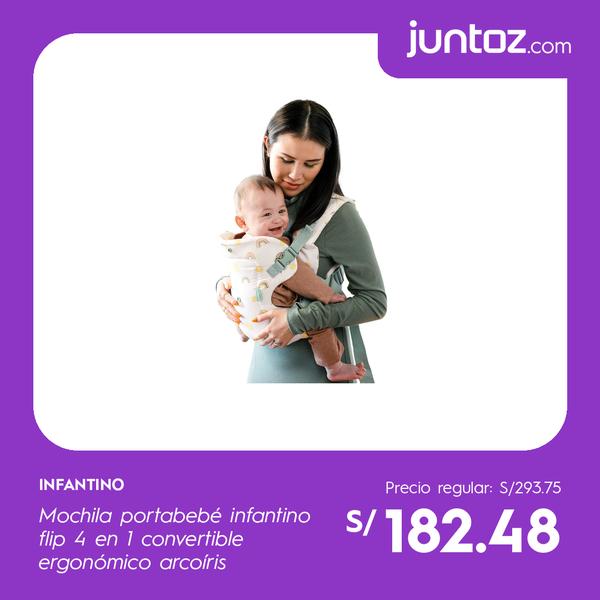 juntoz.com
INFANTINO
Mochila portabebé infantino
flip 4 en 1 convertible
ergonómico arcoíris
Precio regular: S/293.75
S/182.48